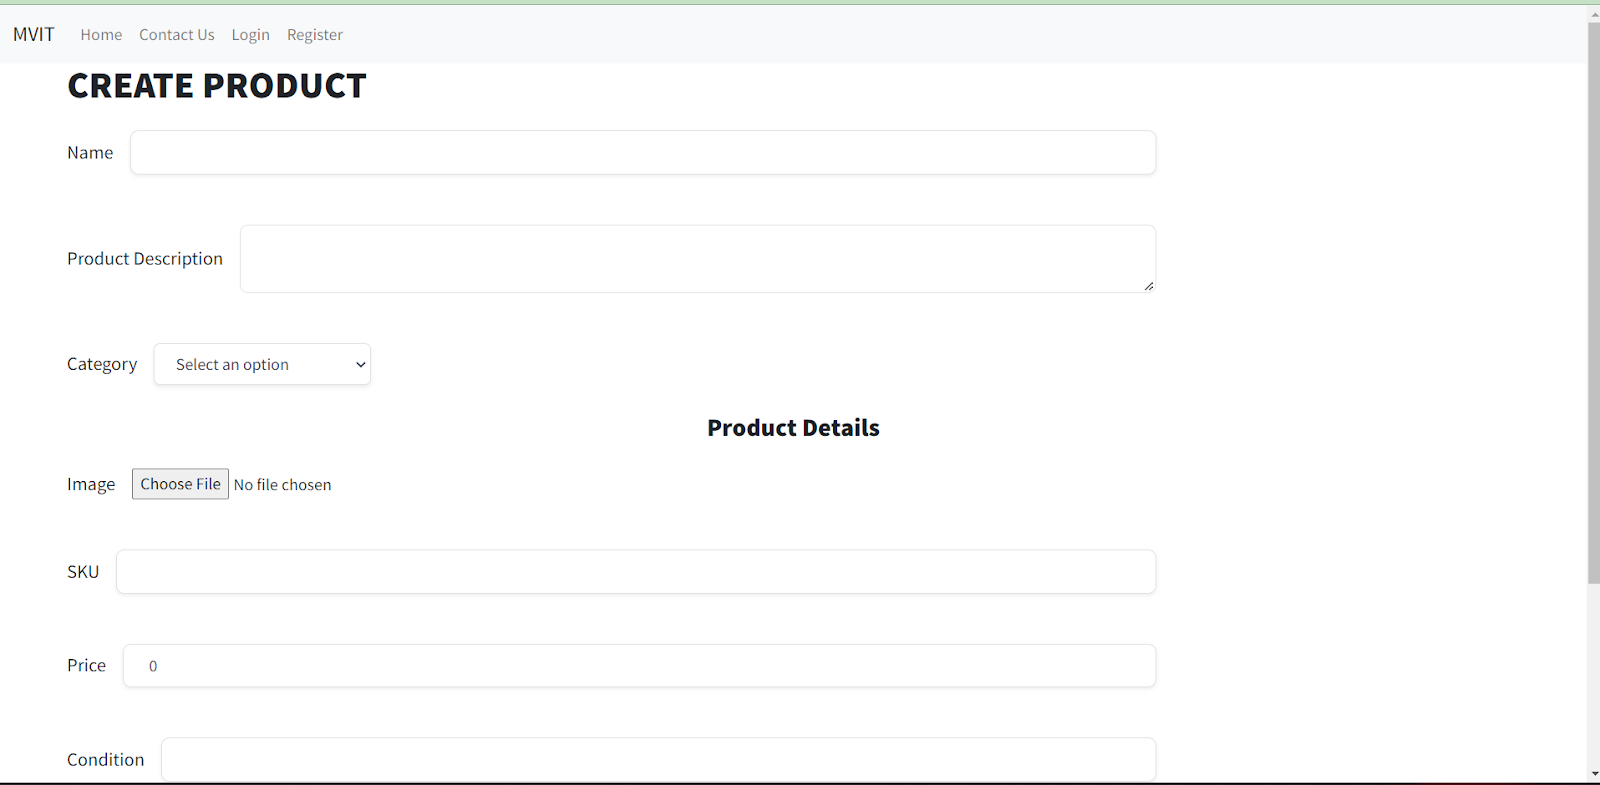 MVIT Home Contact Us Login Register
CREATE PRODUCT
Name
Product Description
Category Select an option
Product Details
Image Choose File No file chosen
SKU
Price 0
Condition